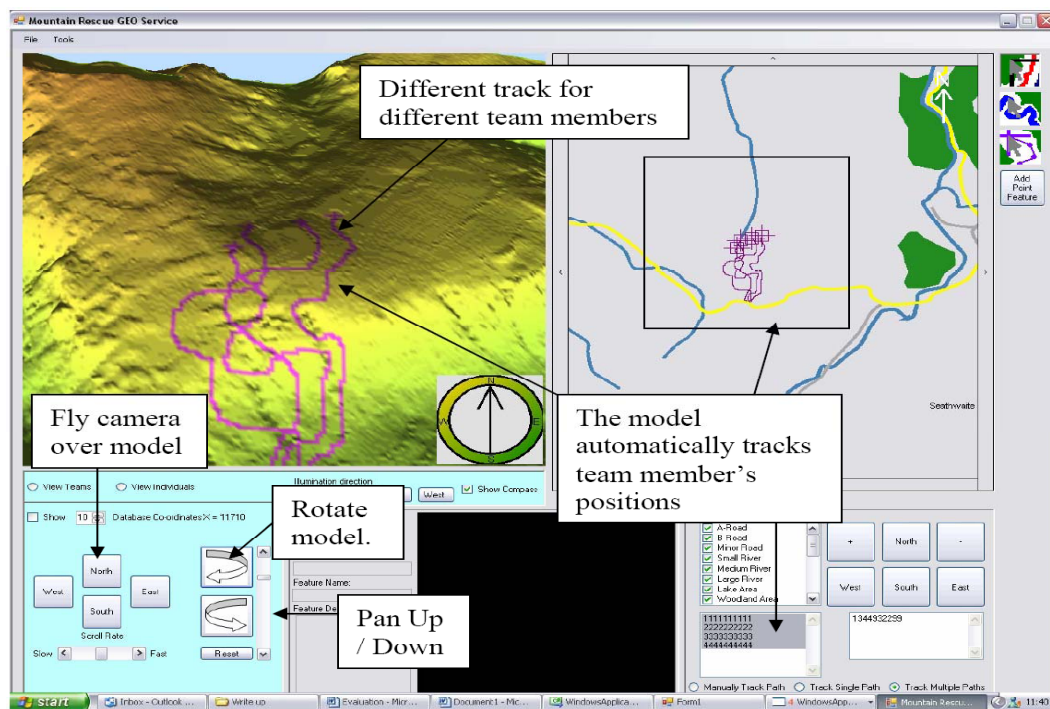 Mountain Rescue GEO Service
File Tools
Different track for
different team members
N
Add
Point
Feature
N
W
E
S
Seathwaite
Fly camera
over model
The model
automatically tracks
team member's
positions
View Teams View Individuals
Illumination direction
West Show Compass
Show 10 Database Co-ordinates X = 11710
Rotate
model.
North
West East
South
Scroll Rate
Slow Fast
Reset
Pan Up
/ Down
Feature Name:
A-Road
B Road
Minor Road
Small River
Medium River
Large River
Lake Area
Woodland Area
+ North -
West South East
1111111111
2222222222
3333333333
4444444444
1344932299
Manually Track Path Track Single Path Track Multiple Paths
start Inbox - Outlook ... Write up Evaluation - Micr... Document1 - Mic... WindowsApplica... Form1 4 WindowsApp... Mountain Rescu... 11:40